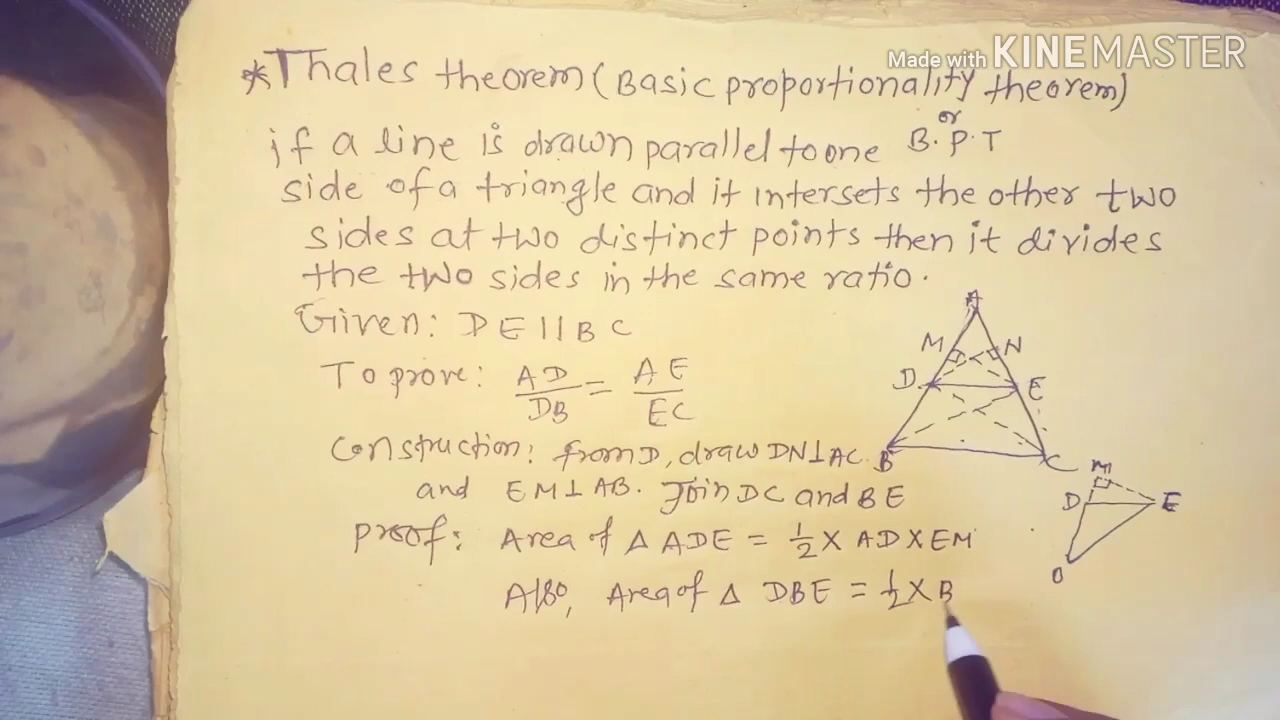 Made with KINEMASTER
*Thales theorem (Basic proportionality theorem)
or
if a line is drawn parallel to one B.P.T
side of a triangle and it intersets the other two
sides at two distinct points then it divides
the two sides in the same ratio.
Given: DE || BC
To prove: AD/DB = AE/EC
Construction: from D, draw DN⊥AC
and EM⊥AB. Join DC and BE
Proof: Area of △ ADE = 1/2 X AD X EM
Also, Area of △ DBE = 1/2 X B
A
M N
D E
B C
M
D E